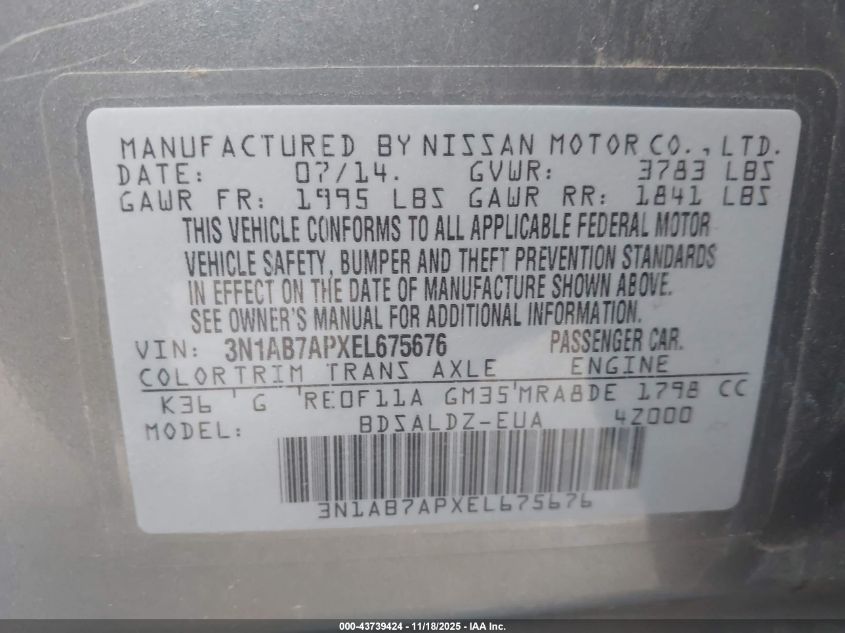 MANUFACTURED BY NISSAN MOTOR CO., LTD.
DATE: 07/14. GVWR: 3783 LBS
GAWR FR: 1995 LBS GAWR RR: 1841 LBS
THIS VEHICLE CONFORMS TO ALL APPLICABLE FEDERAL MOTOR
VEHICLE SAFETY, BUMPER AND THEFT PREVENTION STANDARDS
IN EFFECT ON THE DATE OF MANUFACTURE SHOWN ABOVE.
SEE OWNER'S MANUAL FOR ADDITIONAL INFORMATION.
VIN: 3N1AB7APXEL675676 PASSENGER CAR.
COLORTRIM TRANS AXLE ENGINE
K36 G RE0F11A GM35 MRA8DE 1798 CC
MODEL: BDSALDZ-EUA 4Z000
3N1AB7APXEL675676
000-43739424 - 11/18/2025 - IAA Inc.